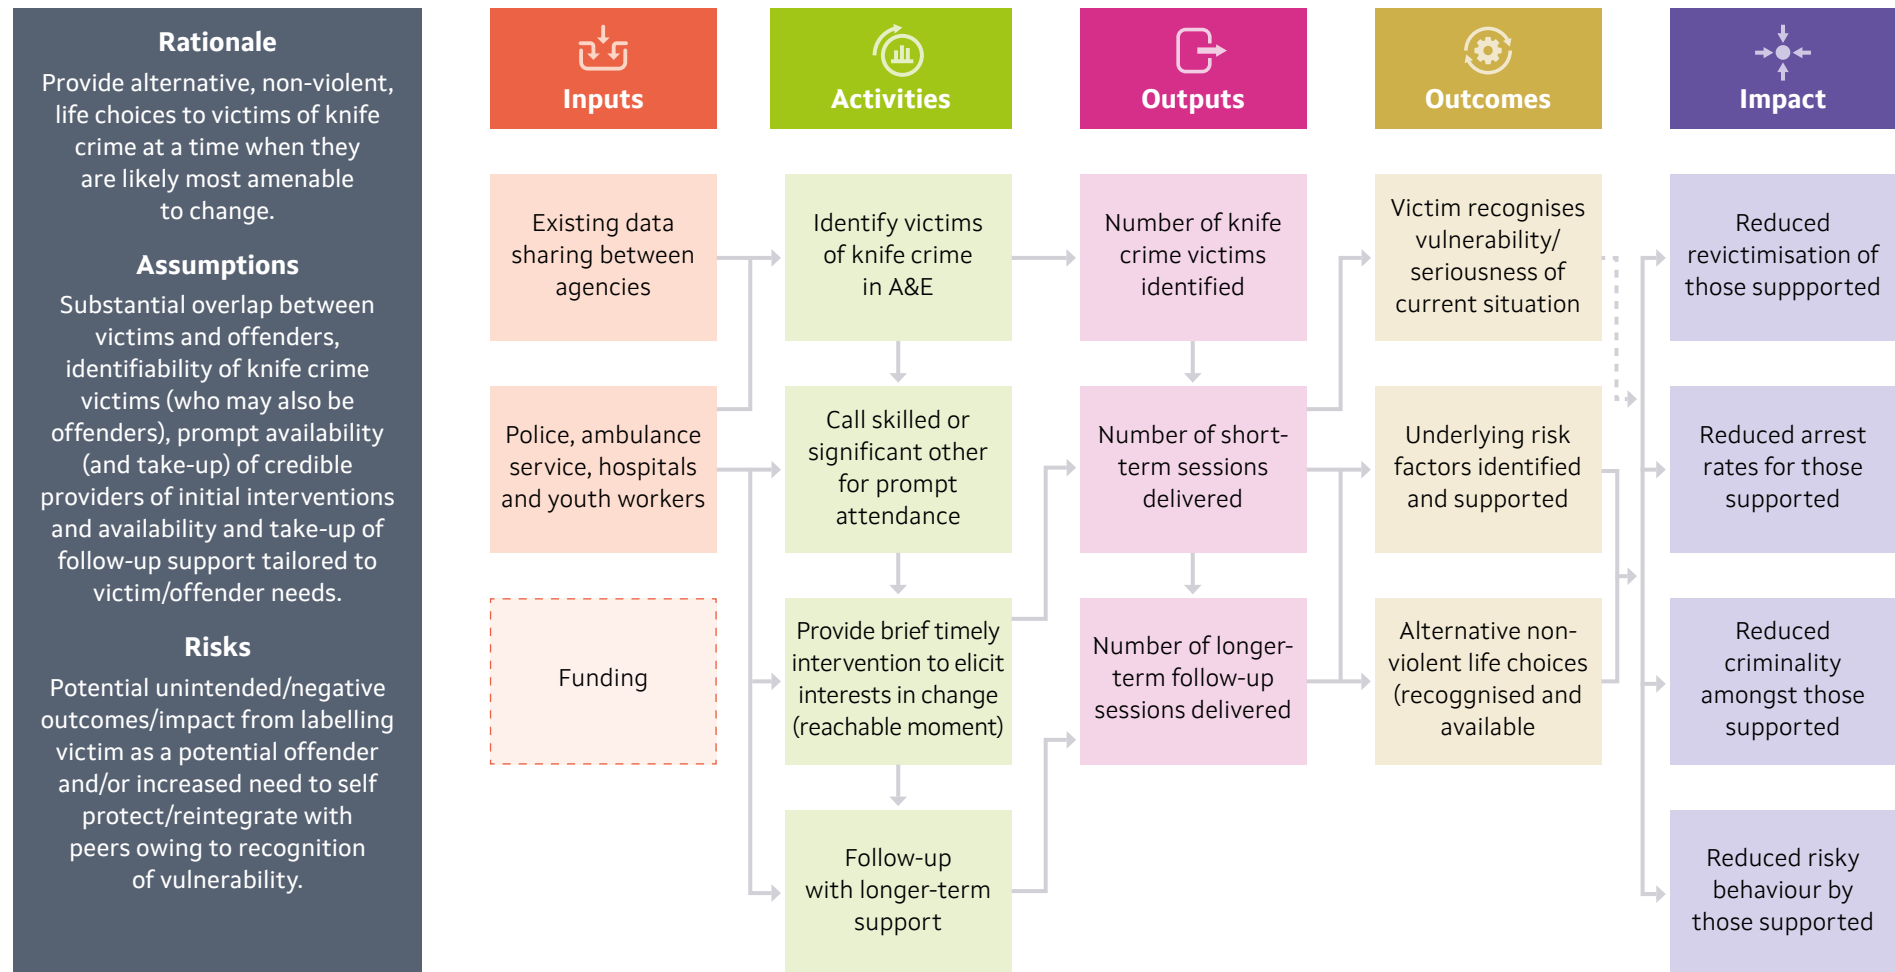 Rationale
Provide alternative, non-violent,
life choices to victims of knife
crime at a time when they
are likely most amenable
to change.
Assumptions
Substantial overlap between
victims and offenders,
identifiability of knife crime
victims (who may also be
offenders), prompt availability
(and take-up) of credible
providers of initial interventions
and availability and take-up of
follow-up support tailored to
victim/offender needs.
Risks
Potential unintended/negative
outcomes/impact from labelling
victim as a potential offender
and/or increased need to self
protect/reintegrate with
peers owing to recognition
of vulnerability.
Inputs
Existing data
sharing between
agencies
Police, ambulance
service, hospitals
and youth workers
Funding
Activities
Identify victims
of knife crime
in A&E
Call skilled or
significant other
for prompt
attendance
Provide brief timely
intervention to elicit
interests in change
(reachable moment)
Follow-up
with longer-term
support
Outputs
Number of knife
crime victims
identified
Number of short-
term sessions
delivered
Number of longer-
term follow-up
sessions delivered
Outcomes
Victim recognises
vulnerability/
seriousness of
current situation
Underlying risk
factors identified
and supported
Alternative non-
violent life choices
(recoggnised and
available
Impact
Reduced
revictimisation of
those suppported
Reduced arrest
rates for those
supported
Reduced
criminality
amongst those
supported
Reduced risky
behaviour by
those supported